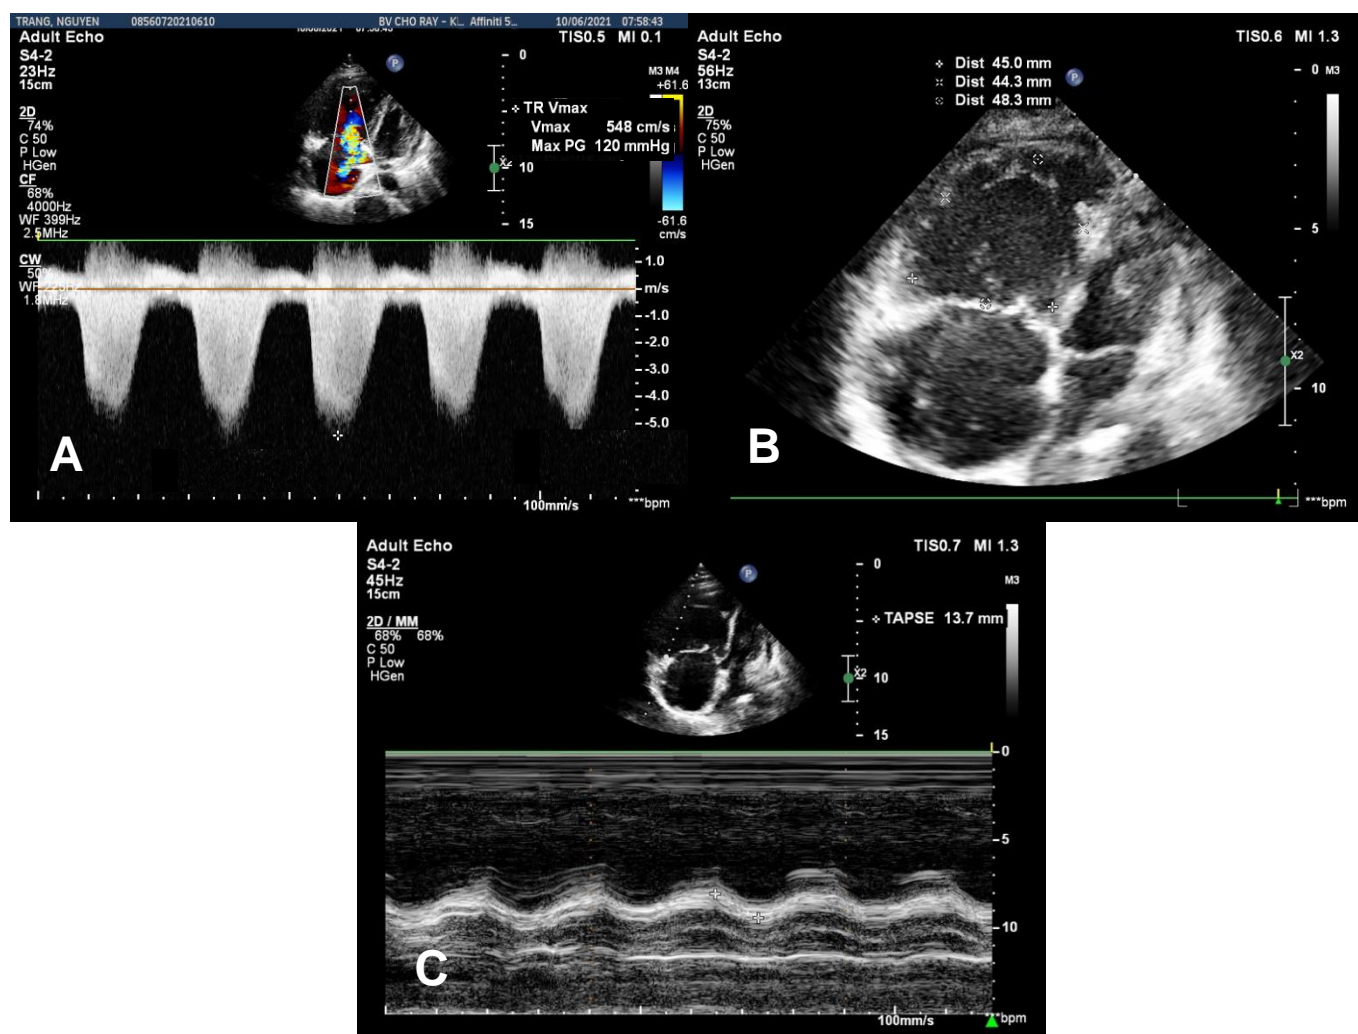 TRANG, NGUYEN 08560720210610 BV CHO RAY - K… Affiniti 5… 10/06/2021 07:58:43
Adult Echo TIS0.5 MI 0.1
S4-2
23Hz
15cm
2D
74%
C 50
P Low
HGen
CF
68%
4000Hz
WF 399Hz
2.5MHz
CW
50%
WF 225Hz
1.8MHz
P
0
10
15
X2
M3 M4
+61.6
TR Vmax
Vmax 548 cm/s
Max PG 120 mmHg
-61.6
cm/s
1.0
m/s
-1.0
-2.0
-3.0
-4.0
-5.0
A
100mm/s
***bpm
Adult Echo TIS0.6 MI 1.3
S4-2
56Hz
13cm
2D
75%
C 50
P Low
HGen
Dist 45.0 mm
Dist 44.3 mm
Dist 48.3 mm
P
0 M3
5
X2
10
B
***bpm
Adult Echo TIS0.7 MI 1.3
S4-2
45Hz
15cm
2D / MM
68% 68%
C 50
P Low
HGen
P
0
X2
10
15
M3
TAPSE 13.7 mm
0
5
10
C
100mm/s
***bpm